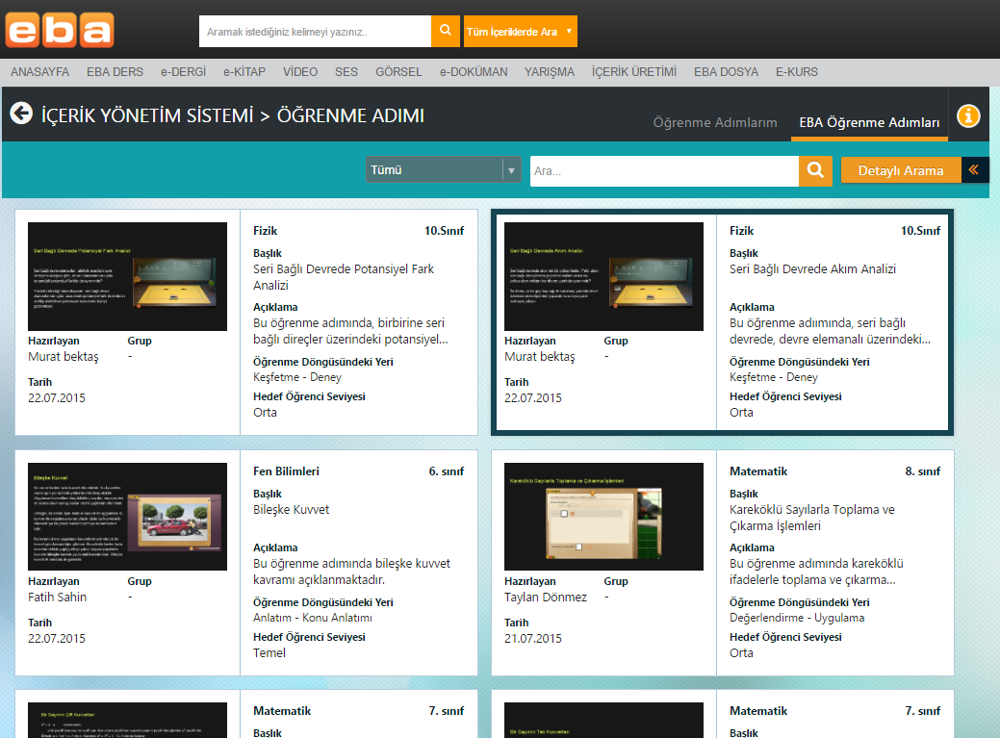 eba
Aramak istediğiniz kelimeyi yazınız..
Tüm İçeriklerde Ara
ANASAYFA EBA DERS e-DERGİ e-KİTAP VİDEO SES GÖRSEL e-DOKÜMAN YARIŞMA İÇERİK ÜRETİMİ EBA DOSYA E-KURS
İÇERİK YÖNETİM SİSTEMİ > ÖĞRENME ADIMI
Öğrenme Adımlarım EBA Öğrenme Adımları
Tümü
Ara...
Detaylı Arama
Seri Bağlı Devrede Potansiyel Fark Analizi
Hazırlayan Grup
Murat bektaş -
Tarih
22.07.2015
Fizik 10.Sınıf
Başlık
Seri Bağlı Devrede Potansiyel Fark
Analizi
Açıklama
Bu öğrenme adımında, birbirine seri
bağlı direçler üzerindeki potansiyel...
Öğrenme Döngüsündeki Yeri
Keşfetme - Deney
Hedef Öğrenci Seviyesi
Orta
Seri Bağlı Devrede Akım Analizi
Hazırlayan Grup
Murat bektaş -
Tarih
22.07.2015
Fizik 10.Sınıf
Başlık
Seri Bağlı Devrede Akım Analizi
Açıklama
Bu öğrenme adıımında, seri bağlı
devrede, devre elemanalı üzerindeki...
Öğrenme Döngüsündeki Yeri
Keşfetme - Deney
Hedef Öğrenci Seviyesi
Orta
Bileşke Kuvvet
Hazırlayan Grup
Fatih Sahin -
Tarih
22.07.2015
Fen Bilimleri 6. sınıf
Başlık
Bileşke Kuvvet
Açıklama
Bu öğrenme adımında bileşke kuvvet
kavramı açıklanmaktadır.
Öğrenme Döngüsündeki Yeri
Anlatım - Konu Anlatımı
Hedef Öğrenci Seviyesi
Temel
Kareköklü Sayılarla Toplama ve Çıkarma İşlemleri
Hazırlayan Grup
Taylan Dönmez -
Tarih
21.07.2015
Matematik 8. sınıf
Başlık
Kareköklü Sayılarla Toplama ve
Çıkarma İşlemleri
Açıklama
Bu öğrenme adımında kareköklü
ifadelerle toplama ve çıkarma...
Öğrenme Döngüsündeki Yeri
Değerlendirme - Uygulama
Hedef Öğrenci Seviyesi
Orta
Bir Sayının Çift Kuvvetleri
Matematik 7. sınıf
Başlık
Bir Sayının Tek Kuvvetleri
Matematik 7. sınıf
Başlık